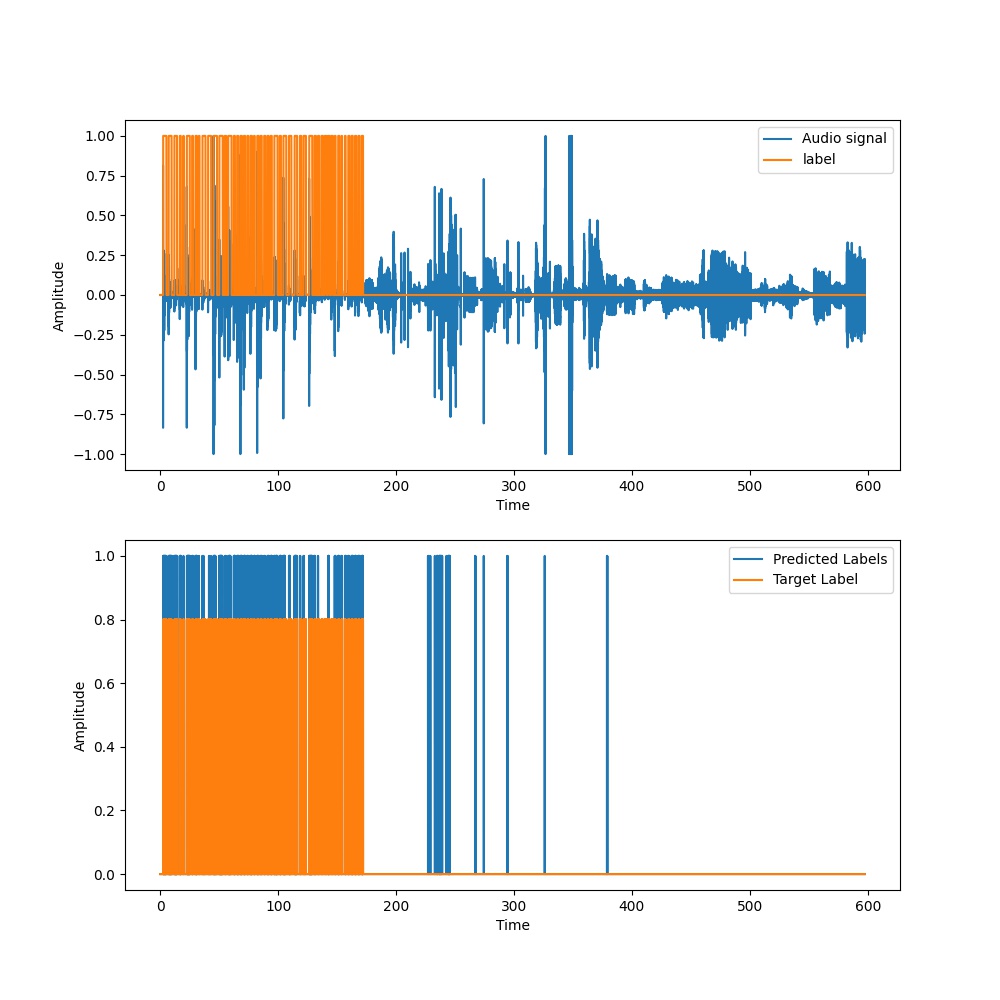 1.00
0.75
0.50
0.25
0.00
−0.25
−0.50
−0.75
−1.00
Amplitude
Audio signal
label
0 100 200 300 400 500 600
Time
1.0
0.8
0.6
0.4
0.2
0.0
Amplitude
Predicted Labels
Target Label
0 100 200 300 400 500 600
Time